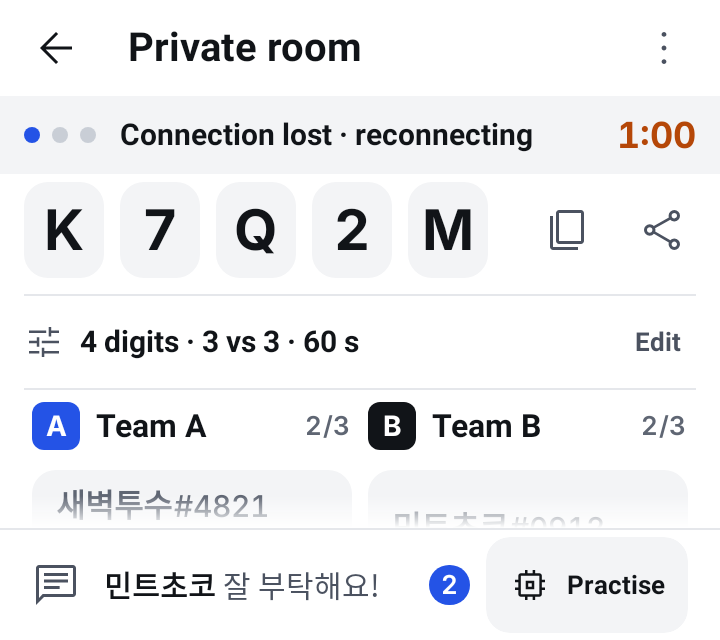 Private room
Connection lost · reconnecting 1:00
K 7 Q 2 M
4 digits · 3 vs 3 · 60 s Edit
A Team A 2/3 B Team B 2/3
새벽투수#4821
민트초코 잘 부탁해요! 2 Practise